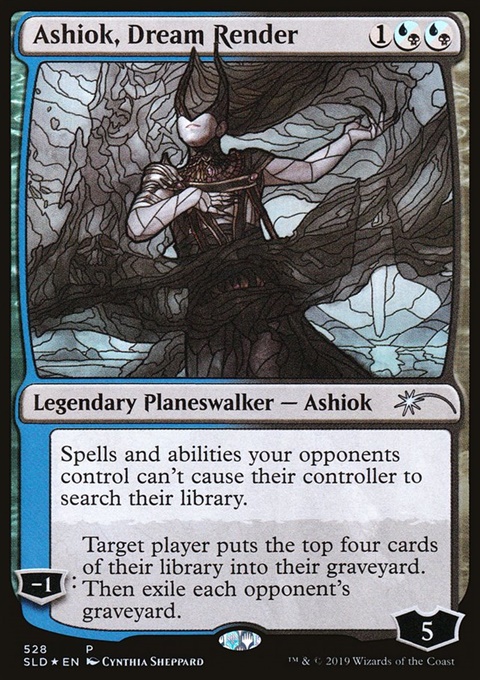 Ashiok, Dream Render 1
Legendary Planeswalker — Ashiok
Spells and abilities your opponents
control can't cause their controller to
search their library.
Target player puts the top four cards
of their library into their graveyard.
-1: Then exile each opponent's
graveyard.
5
528 P
SLD ★ EN Cynthia Sheppard
™ & © 2019 Wizards of the Coast